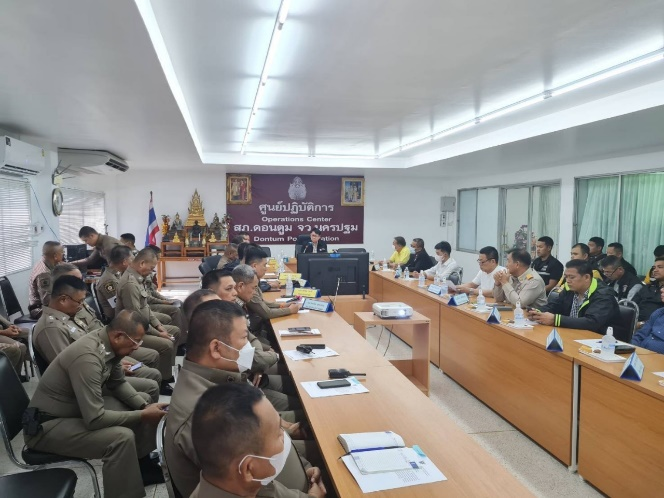 ศูนย์ปฏิบัติการ
Operations Center
สภ.ดอนตูม จว.นครปฐม
Dontum Po
ation